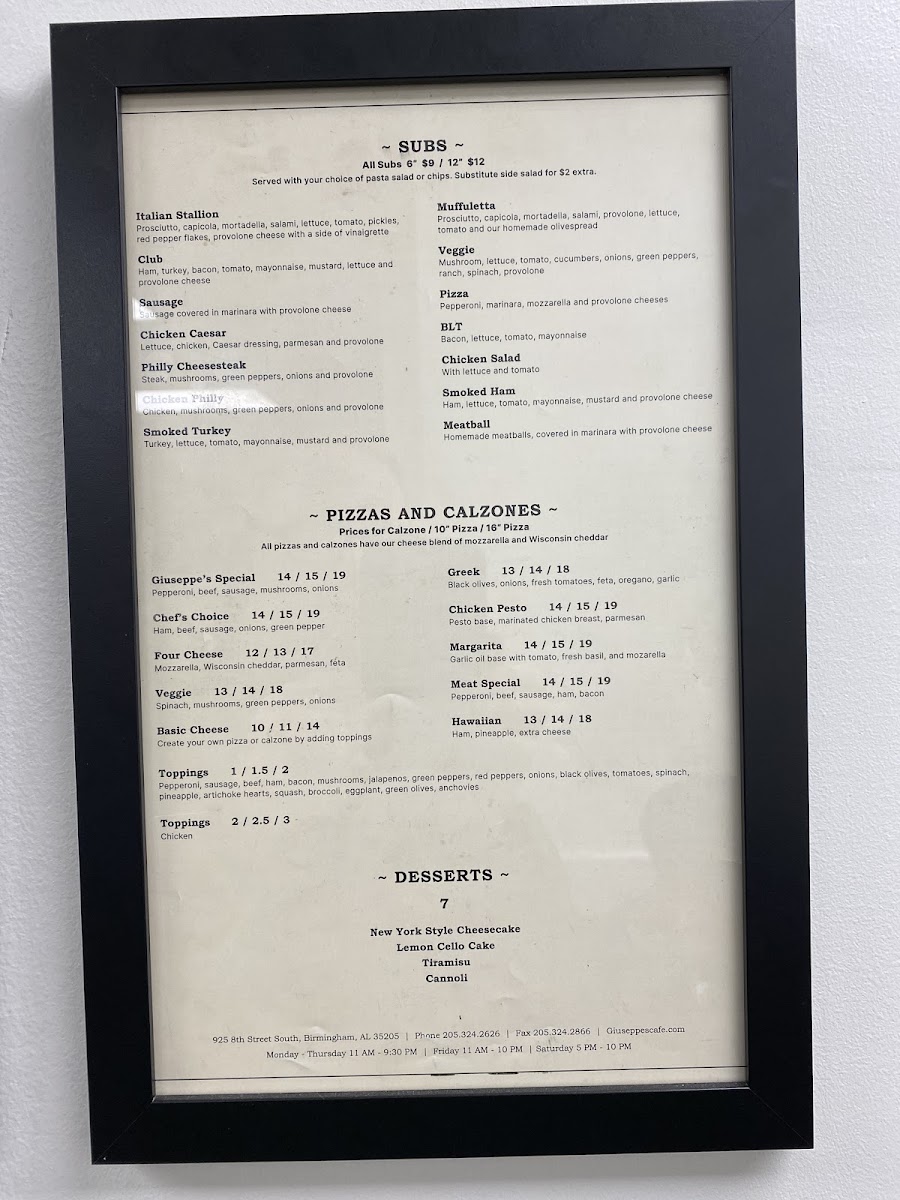 ~ SUBS ~
All Subs 6" $9 / 12" $12
Served with your choice of pasta salad or chips. Substitute side salad for $2 extra.
Italian Stallion
Prosciutto, capicola, mortadella, salami, lettuce, tomato, pickles,
red pepper flakes, provolone cheese with a side of vinaigrette
Club
Ham, turkey, bacon, tomato, mayonnaise, mustard, lettuce and
provolone cheese
Sausage
Sausage covered in marinara with provolone cheese
Chicken Caesar
Lettuce, chicken, Caesar dressing, parmesan and provolone
Philly Cheesesteak
Steak, mushrooms, green peppers, onions and provolone
Chicken Philly
Chicken, mushrooms, green peppers, onions and provolone
Smoked Turkey
Turkey, lettuce, tomato, mayonnaise, mustard and provolone
Muffuletta
Prosciutto, capicola, mortadella, salami, provolone, lettuce,
tomato and our homemade olivespread
Veggie
Mushroom, lettuce, tomato, cucumbers, onions, green peppers,
ranch, spinach, provolone
Pizza
Pepperoni, marinara, mozzarella and provolone cheeses
BLT
Bacon, lettuce, tomato, mayonnaise
Chicken Salad
With lettuce and tomato
Smoked Ham
Ham, lettuce, tomato, mayonnaise, mustard and provolone cheese
Meatball
Homemade meatballs, covered in marinara with provolone cheese
~ PIZZAS AND CALZONES ~
Prices for Calzone / 10" Pizza / 16" Pizza
All pizzas and calzones have our cheese blend of mozzarella and Wisconsin cheddar
Giuseppe's Special 14 / 15 / 19
Pepperoni, beef, sausage, mushrooms, onions
Chef's Choice 14 / 15 / 19
Ham, beef, sausage, onions, green pepper
Four Cheese 12 / 13 / 17
Mozzarella, Wisconsin cheddar, parmesan, feta
Veggie 13 / 14 / 18
Spinach, mushrooms, green peppers, onions
Basic Cheese 10 / 11 / 14
Create your own pizza or calzone by adding toppings
Greek 13 / 14 / 18
Black olives, onions, fresh tomatoes, feta, oregano, garlic
Chicken Pesto 14 / 15 / 19
Pesto base, marinated chicken breast, parmesan
Margarita 14 / 15 / 19
Garlic oil base with tomato, fresh basil, and mozarella
Meat Special 14 / 15 / 19
Pepperoni, beef, sausage, ham, bacon
Hawaiian 13 / 14 / 18
Ham, pineapple, extra cheese
Toppings 1 / 1.5 / 2
Pepperoni, sausage, beef, ham, bacon, mushrooms, jalapenos, green peppers, red peppers, onions, black olives, tomatoes, spinach,
pineapple, artichoke hearts, squash, broccoli, eggplant, green olives, anchovies
Toppings 2 / 2.5 / 3
Chicken
~ DESSERTS ~
7
New York Style Cheesecake
Lemon Cello Cake
Tiramisu
Cannoli
925 8th Street South, Birmingham, AL 35205 | Phone 205.324.2626 | Fax 205.324.2866 | Giuseppescafe.com
Monday - Thursday 11 AM - 9:30 PM | Friday 11 AM - 10 PM | Saturday 5 PM - 10 PM